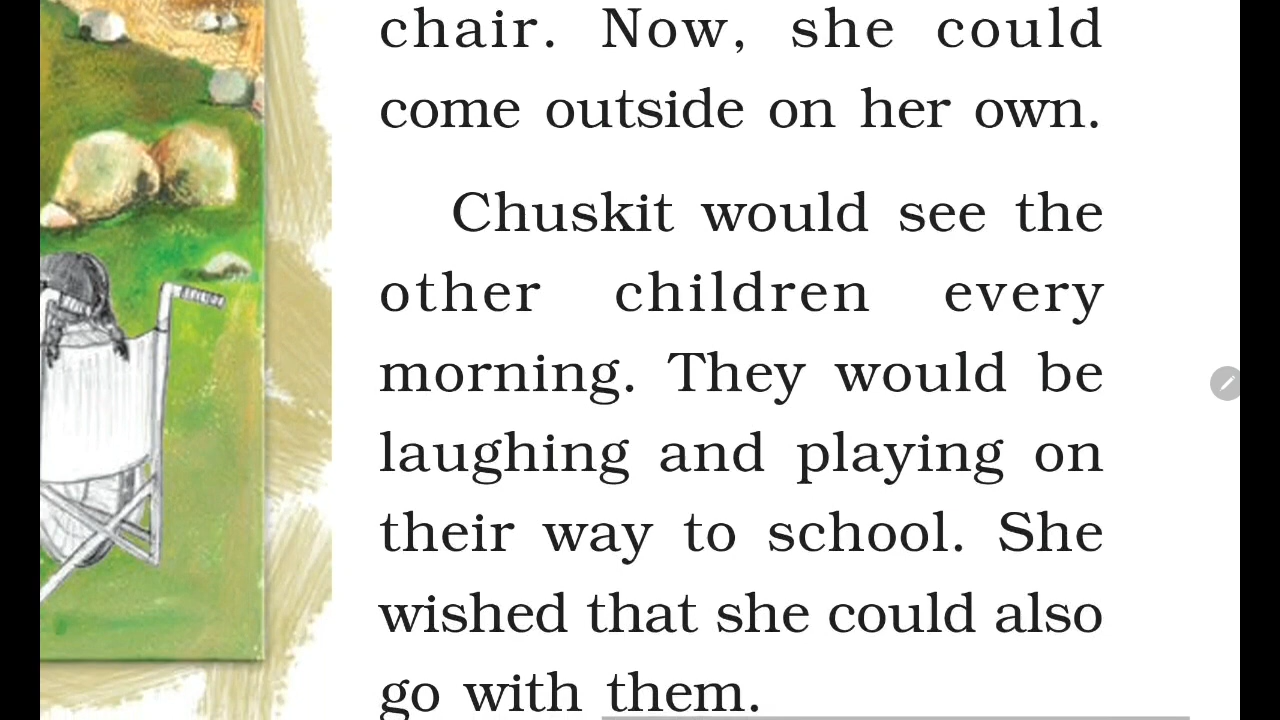 chair. Now, she could
come outside on her own.
Chuskit would see the
other children every
morning. They would be
laughing and playing on
their way to school. She
wished that she could also
go with them.